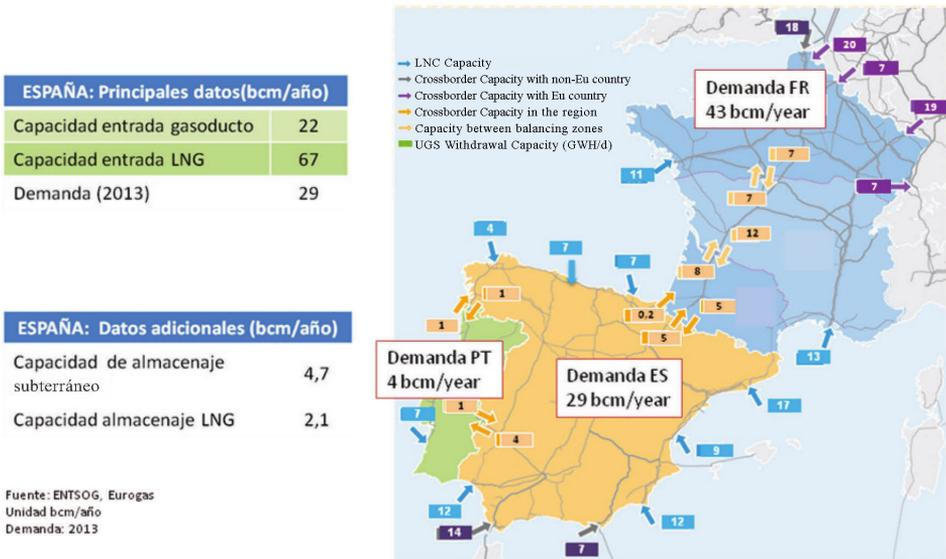 ESPAÑA: Principales datos(bcm/año)
Capacidad entrada gasoducto 22
Capacidad entrada LNG 67
Demanda (2013) 29
ESPAÑA: Datos adicionales (bcm/año)
Capacidad de almacenaje
subterráneo 4,7
Capacidad almacenaje LNG 2,1
Fuente: ENTSOG, Eurogas
Unidad bcm/año
Demanda: 2013
LNC Capacity
Crossborder Capacity with non-Eu country
Crossborder Capacity with Eu country
Crossborder Capacity in the region
Capacity between balancing zones
UGS Withdrawal Capacity (GWH/d)
18
20
7
Demanda FR
43 bcm/year
19
7
11
7
7
4
7
7
12
8
1
0,2
5
1
5
Demanda PT
4 bcm/year
Demanda ES
29 bcm/year
13
1
7
17
4
9
12
12
14
7